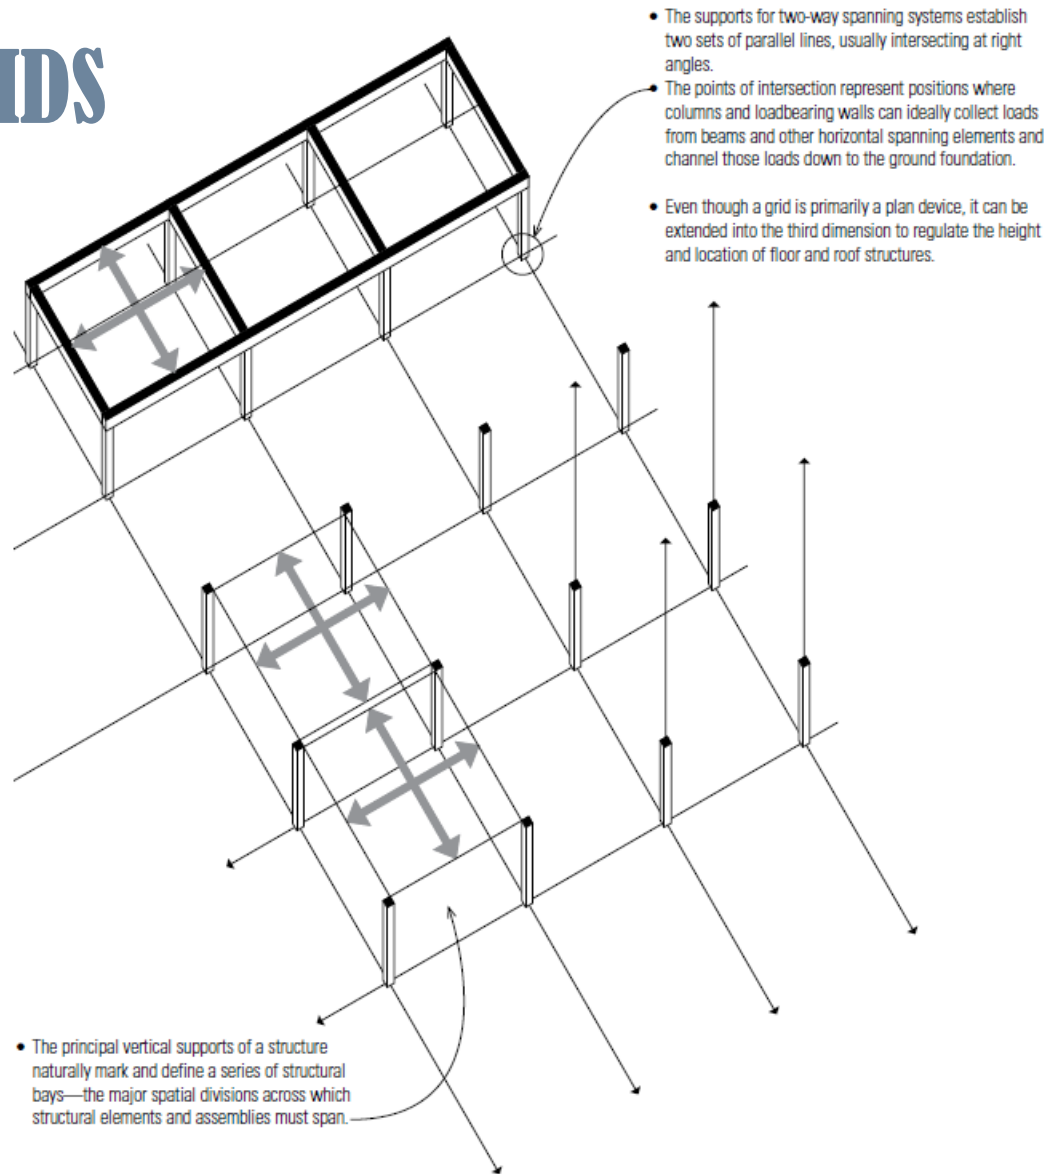 IDS
• The supports for two-way spanning systems establish
two sets of parallel lines, usually intersecting at right
angles.
• The points of intersection represent positions where
columns and loadbearing walls can ideally collect loads
from beams and other horizontal spanning elements and
channel those loads down to the ground foundation.
• Even though a grid is primarily a plan device, it can be
extended into the third dimension to regulate the height
and location of floor and roof structures.
• The principal vertical supports of a structure
naturally mark and define a series of structural
bays—the major spatial divisions across which
structural elements and assemblies must span.